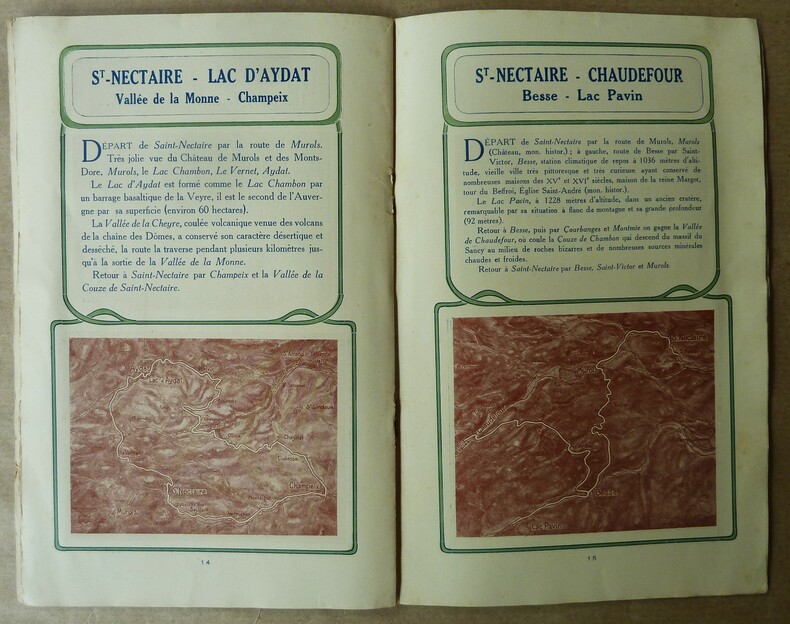 ST-NECTAIRE - LAC D'AYDAT
Vallée de la Monne - Champeix
DÉPART de Saint-Nectaire par la route de Murols.
Très jolie vue du Château de Murols et des Monts-
Dore, Murols, le Lac Chambon, Le Vernet, Aydat.
Le Lac d'Aydat est formé comme le Lac Chambon par
un barrage basaltique de la Veyre, il est le second de l'Auver-
gne par sa superficie (environ 60 hectares).
La Vallée de la Cheyre, coulée volcanique venue des volcans
de la chaîne des Dômes, a conservé son caractère désertique et
desséché, la route la traverse pendant plusieurs kilomètres jus-
qu'à la sortie de la Vallée de la Monne.
Retour à Saint-Nectaire par Champeix et la Vallée de la
Couze de Saint-Nectaire.
Lac d'Aydat
St Nectaire
Champeix
14
ST-NECTAIRE - CHAUDEFOUR
Besse - Lac Pavin
DÉPART de Saint-Nectaire par la route de Murols, Murols
(Château, mon. histor.) ; à gauche, route de Besse par Saint-
Victor, Besse, station climatique de repos à 1036 mètres d'alti-
tude, vieille ville très pittoresque et très curieuse ayant conservé de
nombreuses maisons des XVe et XVIe siècles, maison de la reine Margot,
tour du Beffroi, Église Saint-André (mon. histor.).
Le Lac Pavin, à 1228 mètres d'altitude, dans un ancien cratère,
remarquable par sa situation à flanc de montagne et sa grande profondeur
(92 mètres).
Retour à Besse, puis par Courbanges et Montmie on gagne la Vallée
de Chaudefour, où coule la Couze de Chambon qui descend du massif du
Sancy au milieu de roches bizarres et de nombreuses sources minérales
chaudes et froides.
Retour à Saint-Nectaire par Besse, Saint-Victor et Murols.
St Nectaire
Murols
Besse
Lac Pavin
15